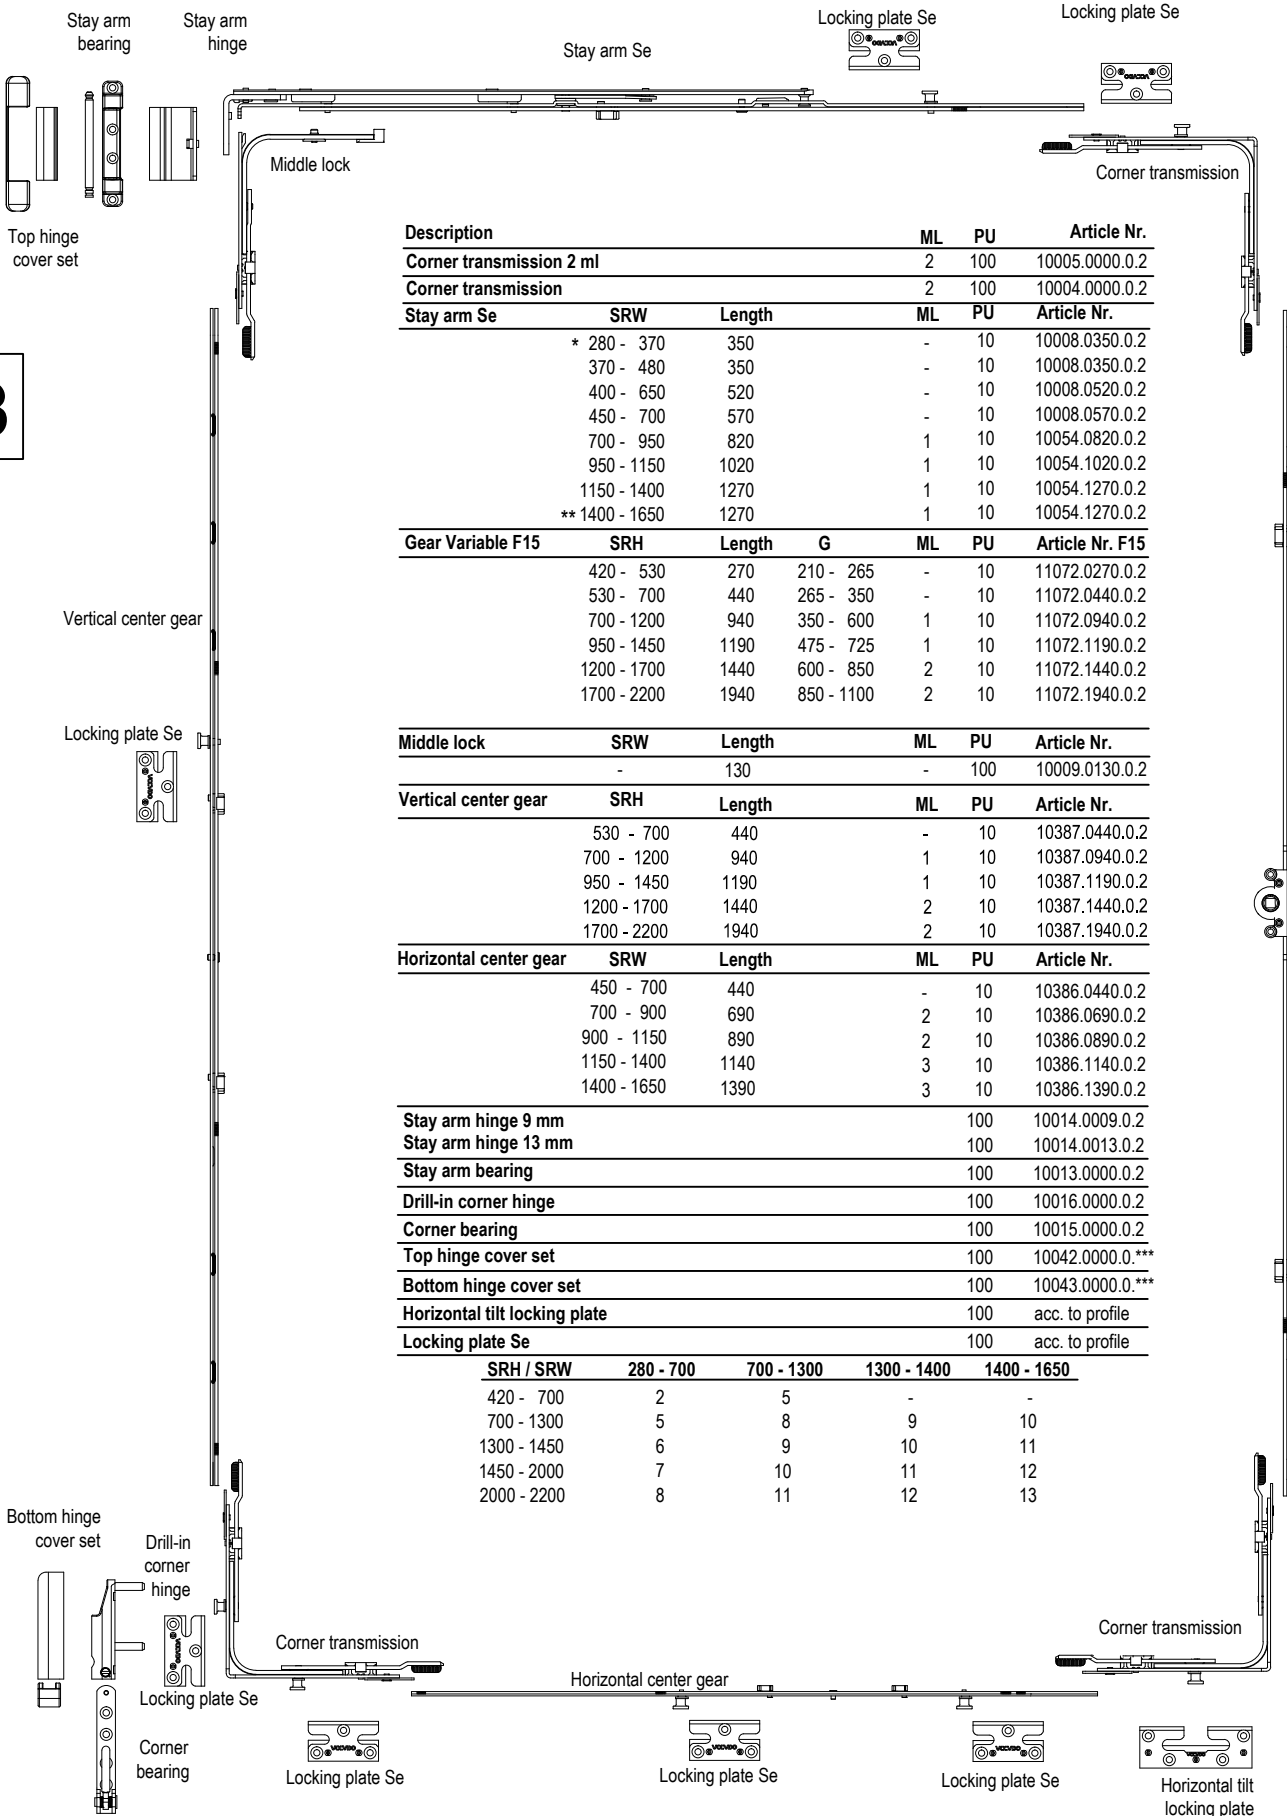 Stay arm
bearing
Stay arm
hinge
Stay arm Se
Locking plate Se
Locking plate Se
Middle lock
Corner transmission
Top hinge
cover set
Description ML PU Article Nr.
Corner transmission 2 ml 2 100 10005.0000.0.2
Corner transmission 2 100 10004.0000.0.2
Stay arm Se SRW Length ML PU Article Nr.
* 280 - 370 350 - 10 10008.0350.0.2
370 - 480 350 - 10 10008.0350.0.2
400 - 650 520 - 10 10008.0520.0.2
450 - 700 570 - 10 10008.0570.0.2
700 - 950 820 1 10 10054.0820.0.2
950 - 1150 1020 1 10 10054.1020.0.2
1150 - 1400 1270 1 10 10054.1270.0.2
** 1400 - 1650 1270 1 10 10054.1270.0.2
Gear Variable F15 SRH Length G ML PU Article Nr. F15
420 - 530 270 210 - 265 - 10 11072.0270.0.2
530 - 700 440 265 - 350 - 10 11072.0440.0.2
700 - 1200 940 350 - 600 1 10 11072.0940.0.2
950 - 1450 1190 475 - 725 1 10 11072.1190.0.2
1200 - 1700 1440 600 - 850 2 10 11072.1440.0.2
1700 - 2200 1940 850 - 1100 2 10 11072.1940.0.2
Vertical center gear
Locking plate Se
Middle lock SRW Length ML PU Article Nr.
- 130 - 100 10009.0130.0.2
Vertical center gear SRH Length ML PU Article Nr.
530 - 700 440 - 10 10387.0440.0.2
700 - 1200 940 1 10 10387.0940.0.2
950 - 1450 1190 1 10 10387.1190.0.2
1200 - 1700 1440 2 10 10387.1440.0.2
1700 - 2200 1940 2 10 10387.1940.0.2
Horizontal center gear SRW Length ML PU Article Nr.
450 - 700 440 - 10 10386.0440.0.2
700 - 900 690 2 10 10386.0690.0.2
900 - 1150 890 2 10 10386.0890.0.2
1150 - 1400 1140 3 10 10386.1140.0.2
1400 - 1650 1390 3 10 10386.1390.0.2
Stay arm hinge 9 mm 100 10014.0009.0.2
Stay arm hinge 13 mm 100 10014.0013.0.2
Stay arm bearing 100 10013.0000.0.2
Drill-in corner hinge 100 10016.0000.0.2
Corner bearing 100 10015.0000.0.2
Top hinge cover set 100 10042.0000.0.***
Bottom hinge cover set 100 10043.0000.0.***
Horizontal tilt locking plate 100 acc. to profile
Locking plate Se 100 acc. to profile
SRH / SRW 280 - 700 700 - 1300 1300 - 1400 1400 - 1650
420 - 700 2 5 - -
700 - 1300 5 8 9 10
1300 - 1450 6 9 10 11
1450 - 2000 7 10 11 12
2000 - 2200 8 11 12 13
Bottom hinge
cover set
Drill-in
corner
hinge
Locking plate Se
Corner
bearing
Corner transmission
Horizontal center gear
Corner transmission
Locking plate Se
Locking plate Se
Locking plate Se
Horizontal tilt
locking plate